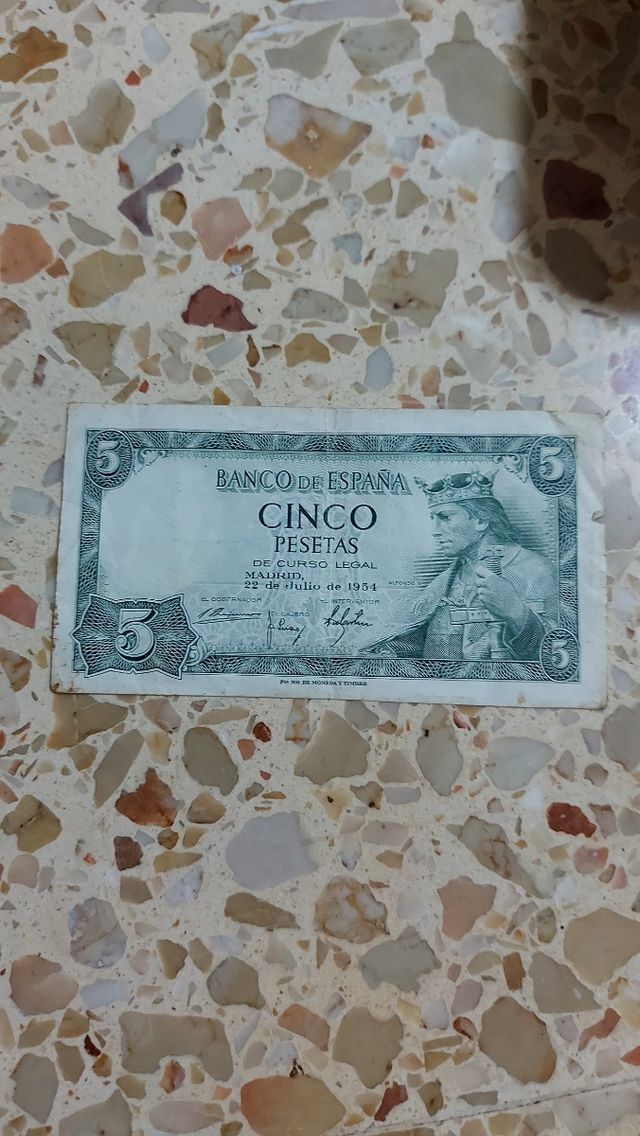 5 5
BANCO DE ESPAÑA
CINCO
PESETAS
DE CURSO LEGAL
MADRID,
22 de Julio de 1954
ALFONSO X
EL GOBERNADOR EL CAJERO EL INTERVENTOR
5 5
Fca. Nal. DE MONEDA Y TIMBRE